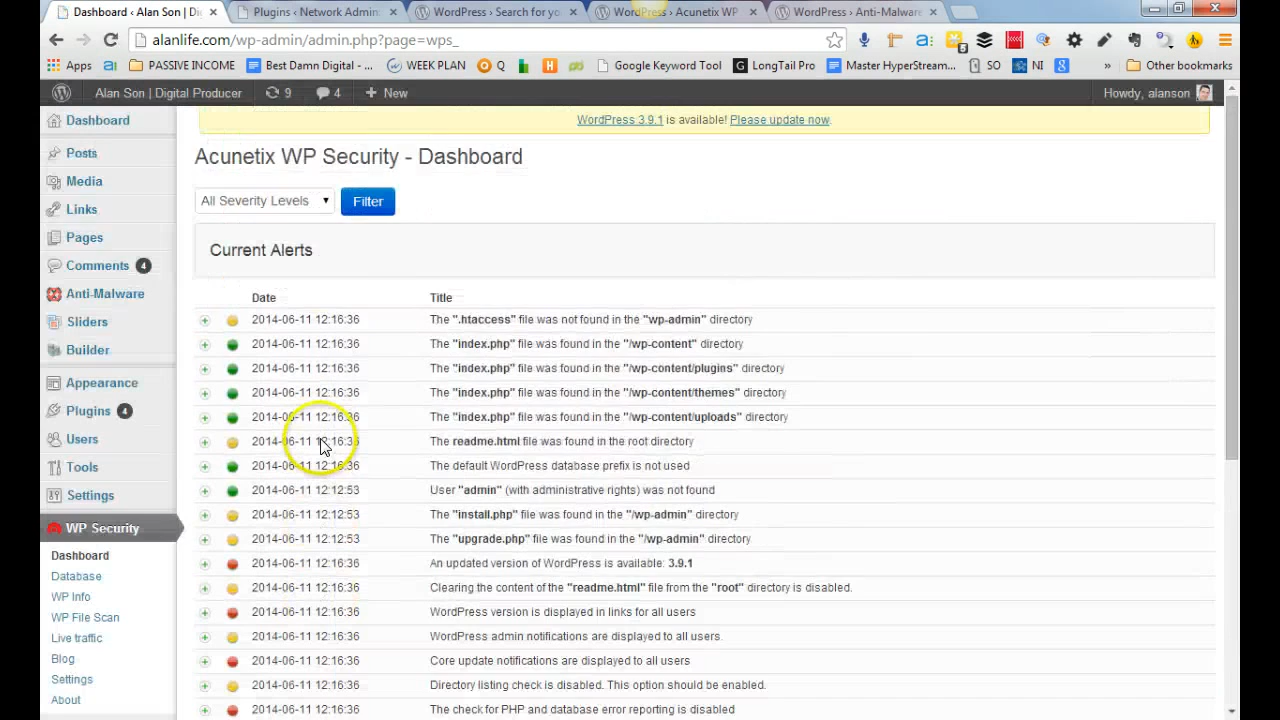 Dashboard ‹ Alan Son | D
Plugins ‹ Network Admin
WordPress › Search for yo
WordPress › Acunetix WP
WordPress › Anti-Malware
alanlife.com/wp-admin/admin.php?page=wps_
Apps
PASSIVE INCOME
Best Damn Digital - ...
WEEK PLAN
Q
Google Keyword Tool
LongTail Pro
Master HyperStream...
SO
NI
»
Other bookmarks
Alan Son | Digital Producer
9
4
+ New
Howdy, alanson
Dashboard
Posts
Media
Links
Pages
Comments 4
Anti-Malware
Sliders
Builder
Appearance
Plugins 4
Users
Tools
Settings
WP Security
Dashboard
Database
WP Info
WP File Scan
Live traffic
Blog
Settings
About
WordPress 3.9.1 is available! Please update now.
Acunetix WP Security - Dashboard
All Severity Levels
Filter
Current Alerts
Date Title
2014-06-11 12:16:36 The ".htaccess" file was not found in the "wp-admin" directory
2014-06-11 12:16:36 The "index.php" file was found in the "/wp-content" directory
2014-06-11 12:16:36 The "index.php" file was found in the "/wp-content/plugins" directory
2014-06-11 12:16:36 The "index.php" file was found in the "/wp-content/themes" directory
2014-06-11 12:16:36 The "index.php" file was found in the "/wp-content/uploads" directory
2014-06-11 12:16:36 The readme.html file was found in the root directory
2014-06-11 12:16:36 The default WordPress database prefix is not used
2014-06-11 12:12:53 User "admin" (with administrative rights) was not found
2014-06-11 12:12:53 The "install.php" file was found in the "/wp-admin" directory
2014-06-11 12:12:53 The "upgrade.php" file was found in the "/wp-admin" directory
2014-06-11 12:16:36 An updated version of WordPress is available: 3.9.1
2014-06-11 12:16:36 Clearing the content of the "readme.html" file from the "root" directory is disabled.
2014-06-11 12:16:36 WordPress version is displayed in links for all users
2014-06-11 12:16:36 WordPress admin notifications are displayed to all users.
2014-06-11 12:16:36 Core update notifications are displayed to all users
2014-06-11 12:16:36 Directory listing check is disabled. This option should be enabled.
2014-06-11 12:16:36 The check for PHP and database error reporting is disabled